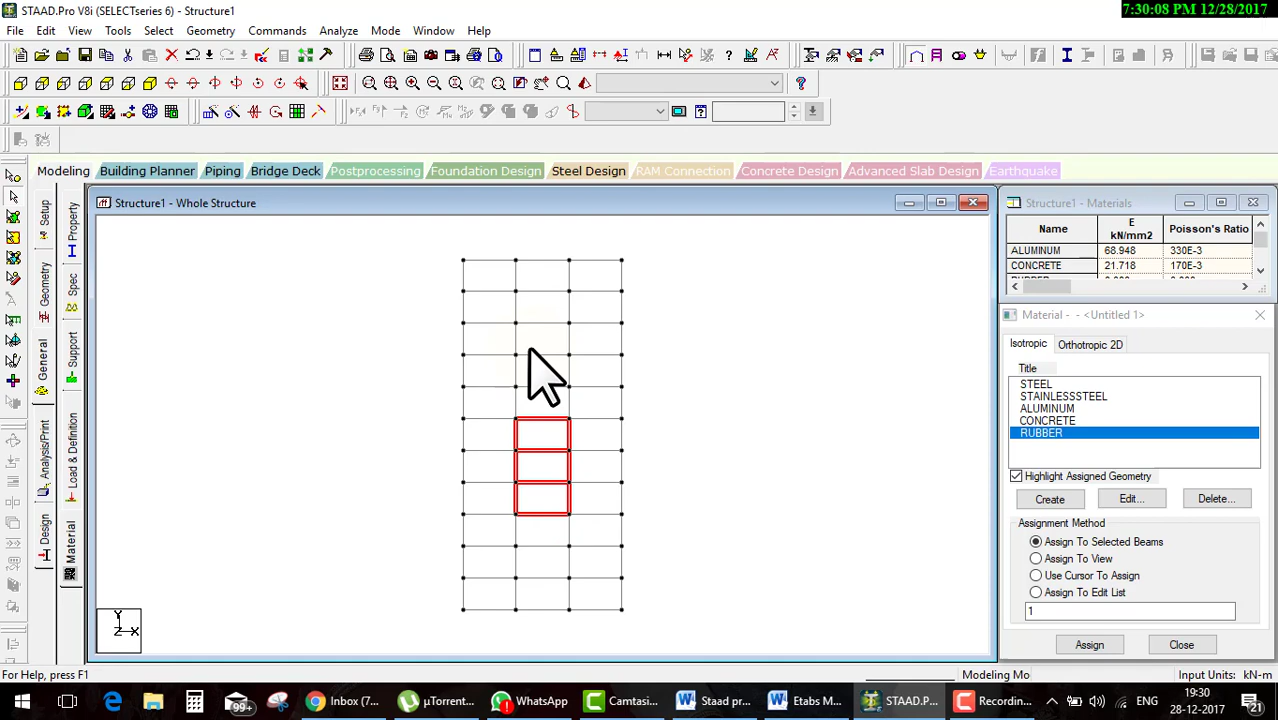 STAAD.Pro V8i (SELECTseries 6) - Structure1
7:30:08 PM 12/28/2017
File Edit View Tools Select Geometry Commands Analyze Mode Window Help
Modeling Building Planner Piping Bridge Deck Postprocessing Foundation Design Steel Design RAM Connection Concrete Design Advanced Slab Design Earthquake
Setup
Geometry
General
Analysis/Print
Design
Property
Spec
Support
Load & Definition
Material
Structure1 - Whole Structure
Y
Z X
Structure1 - Materials
Name E kN/mm2 Poisson's Ratio
ALUMINUM 68.948 330E-3
CONCRETE 21.718 170E-3
Material - - <Untitled 1>
Isotropic Orthotropic 2D
Title
STEEL
STAINLESSSTEEL
ALUMINUM
CONCRETE
RUBBER
Highlight Assigned Geometry
Create Edit... Delete...
Assignment Method
Assign To Selected Beams
Assign To View
Use Cursor To Assign
Assign To Edit List
1
Assign Close
For Help, press F1
Modeling Mo
Input Units: kN-m
99+ Inbox (7... µTorrent... WhatsApp Camtasi... Staad pr... Etabs M... STAAD.P... Recordin... ENG 19:30
28-12-2017 21